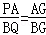 PA/BQ = AG/BG